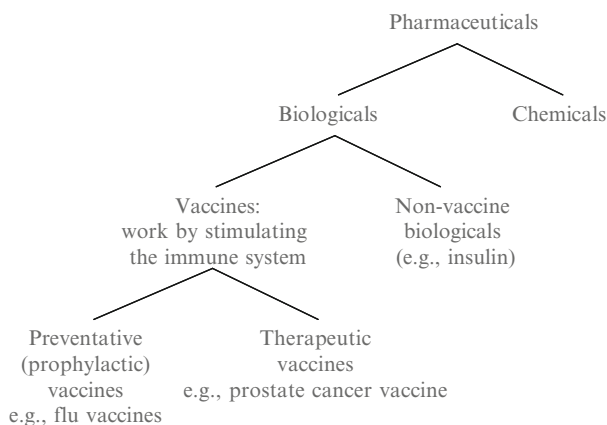 Pharmaceuticals
Biologicals
Chemicals
Vaccines:
work by stimulating
the immune system
Non-vaccine
biologicals
(e.g., insulin)
Preventative
(prophylactic)
vaccines
e.g., flu vaccines
Therapeutic
vaccines
e.g., prostate cancer vaccine